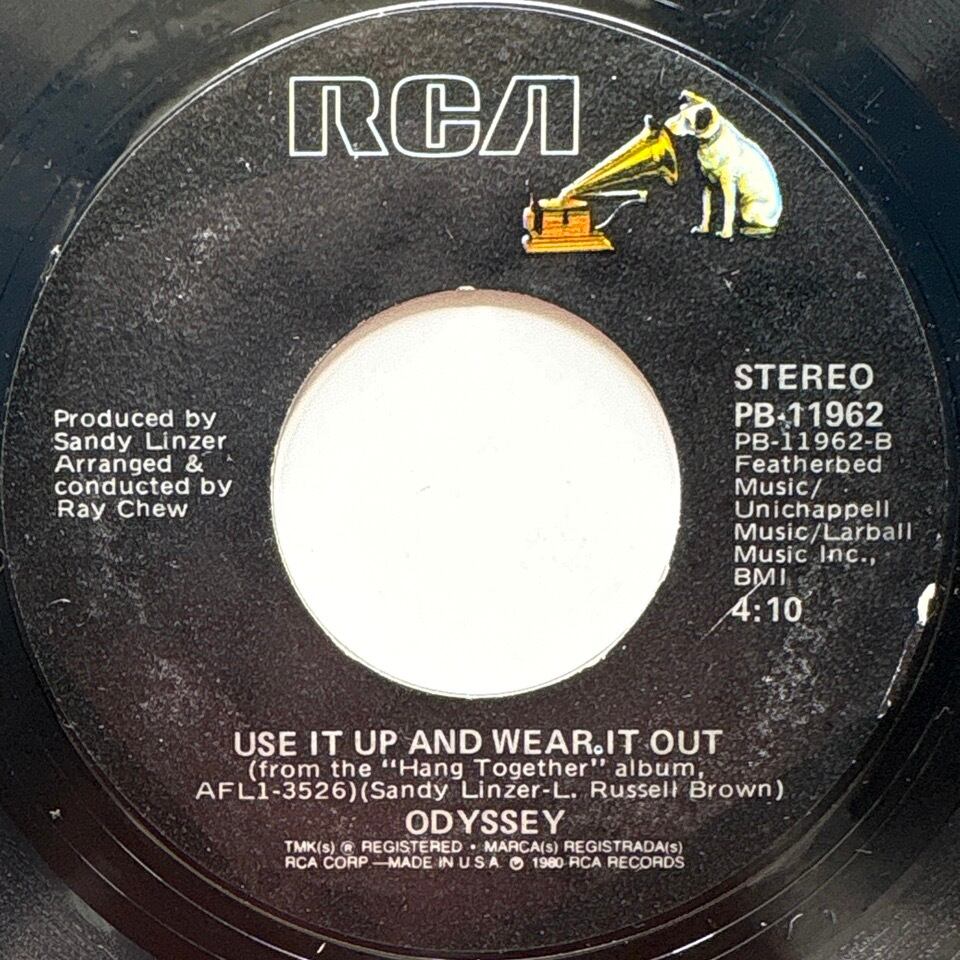 RCA
Produced by
Sandy Linzer
Arranged &
conducted by
Ray Chew
STEREO
PB-11962
PB-11962-B
Featherbed
Music/
Unichappell
Music/Larball
Music Inc.,
BMI
4:10
USE IT UP AND WEAR IT OUT
(from the "Hang Together" album,
AFL1-3526)(Sandy Linzer-L. Russell Brown)
ODYSSEY
TMK(s) ® REGISTERED • MARCA(s) REGISTRADA(s)
RCA CORP—MADE IN U S A ℗ 1980 RCA RECORDS